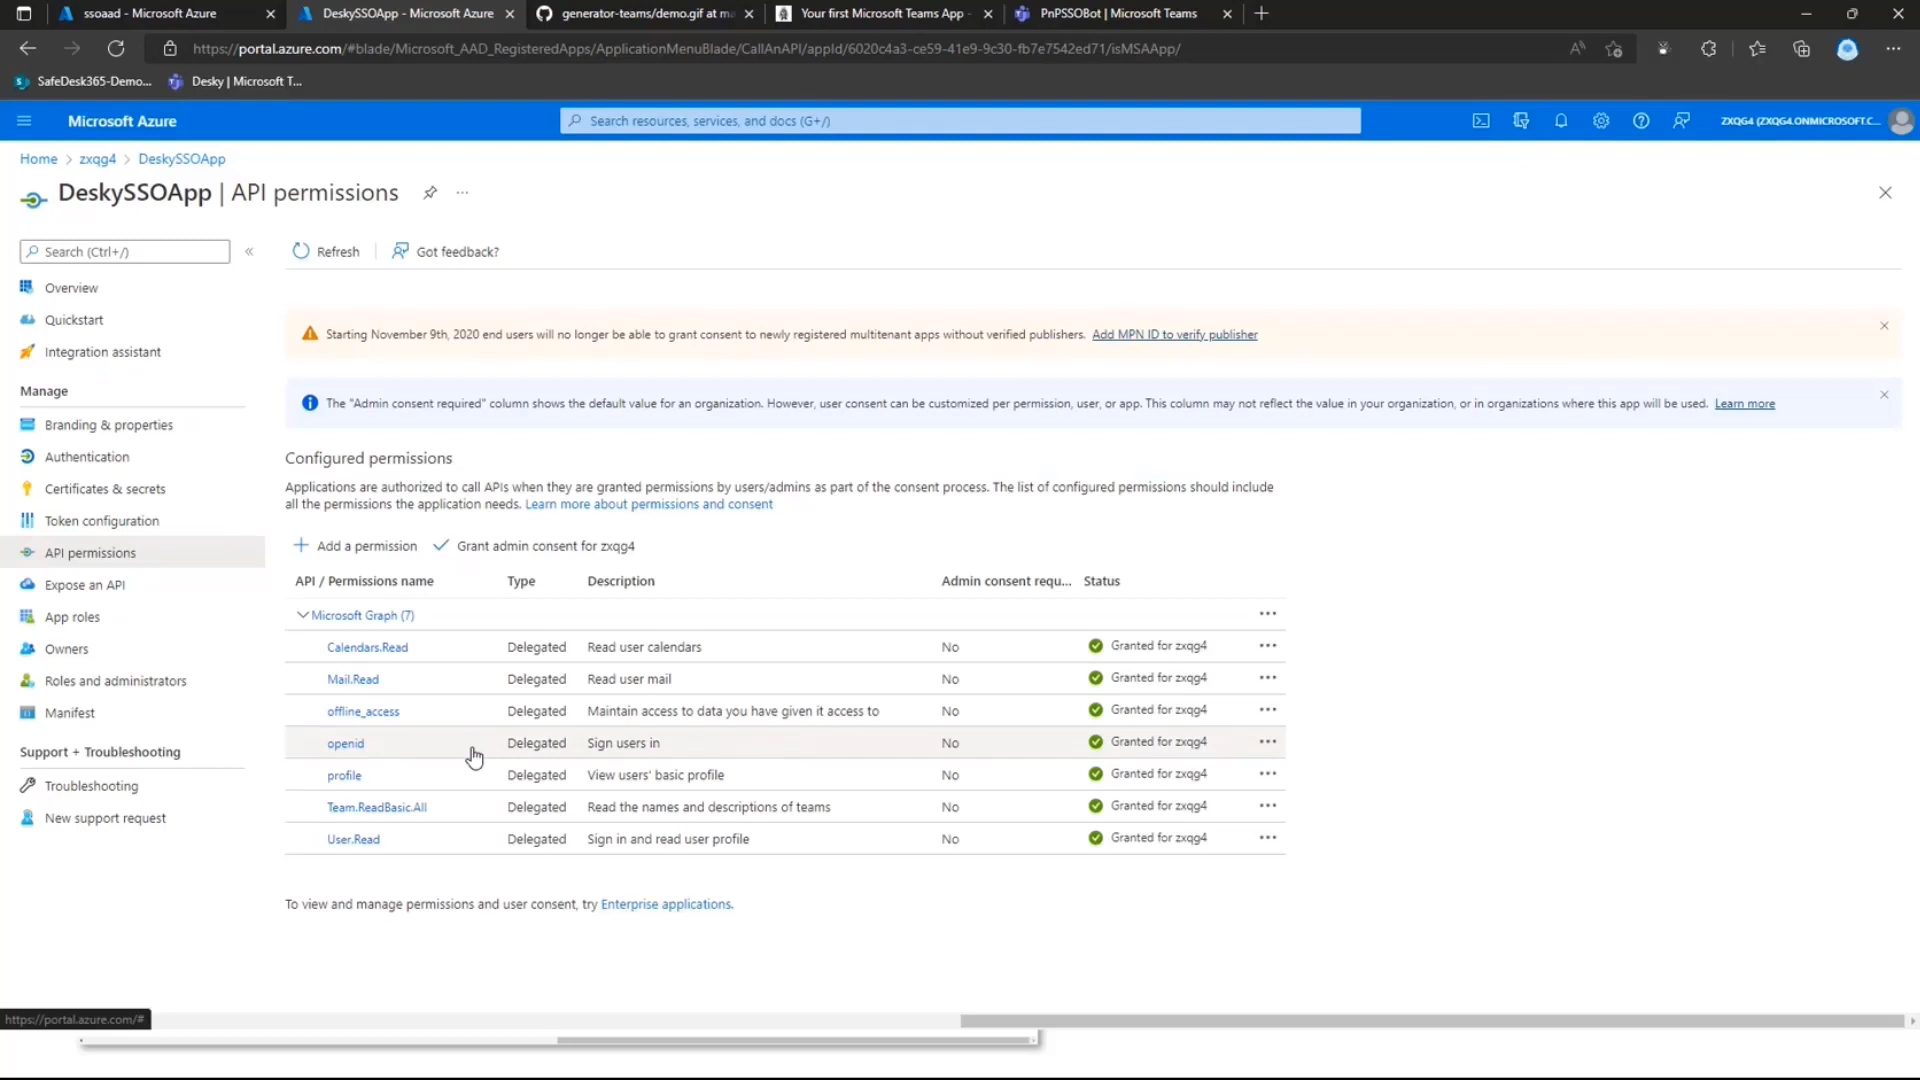 ssoaad - Microsoft Azure
DeskySSOApp - Microsoft Azure
generator-teams/demo.gif at ma
Your first Microsoft Teams App -
PnPSSOBot | Microsoft Teams
https://portal.azure.com/#blade/Microsoft_AAD_RegisteredApps/ApplicationMenuBlade/CallAnAPI/appId/6020c4a3-ce59-41e9-9c30-fb7e7542ed71/isMSAApp/
SafeDesk365-Demo...
Desky | Microsoft T...
Microsoft Azure
Search resources, services, and docs (G+/)
ZXQG4 (ZXQG4.ONMICROSOFT.C...
Home > zxqg4 > DeskySSOApp
DeskySSOApp | API permissions
Search (Ctrl+/)
Refresh
Got feedback?
Overview
Quickstart
Integration assistant
Manage
Branding & properties
Authentication
Certificates & secrets
Token configuration
API permissions
Expose an API
App roles
Owners
Roles and administrators
Manifest
Support + Troubleshooting
Troubleshooting
New support request
Starting November 9th, 2020 end users will no longer be able to grant consent to newly registered multitenant apps without verified publishers. Add MPN ID to verify publisher
The "Admin consent required" column shows the default value for an organization. However, user consent can be customized per permission, user, or app. This column may not reflect the value in your organization, or in organizations where this app will be used. Learn more
Configured permissions
Applications are authorized to call APIs when they are granted permissions by users/admins as part of the consent process. The list of configured permissions should include
all the permissions the application needs. Learn more about permissions and consent
Add a permission
Grant admin consent for zxqg4
API / Permissions name Type Description Admin consent requ... Status
Microsoft Graph (7)
Calendars.Read Delegated Read user calendars No Granted for zxqg4
Mail.Read Delegated Read user mail No Granted for zxqg4
offline_access Delegated Maintain access to data you have given it access to No Granted for zxqg4
openid Delegated Sign users in No Granted for zxqg4
profile Delegated View users' basic profile No Granted for zxqg4
Team.ReadBasic.All Delegated Read the names and descriptions of teams No Granted for zxqg4
User.Read Delegated Sign in and read user profile No Granted for zxqg4
To view and manage permissions and user consent, try Enterprise applications.
https://portal.azure.com/#